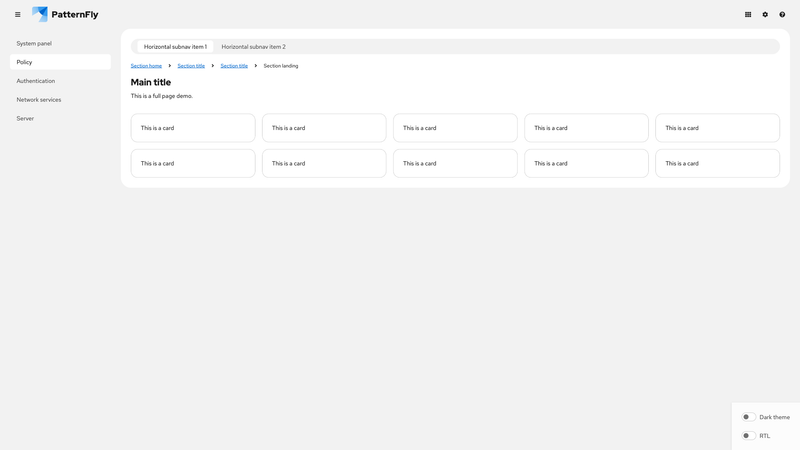 PatternFly
System panel
Policy
Authentication
Network services
Server
Horizontal subnav item 1 Horizontal subnav item 2
Section home Section title Section title Section landing
Main title
This is a full page demo.
This is a card This is a card This is a card This is a card This is a card
This is a card This is a card This is a card This is a card This is a card
Dark theme
RTL